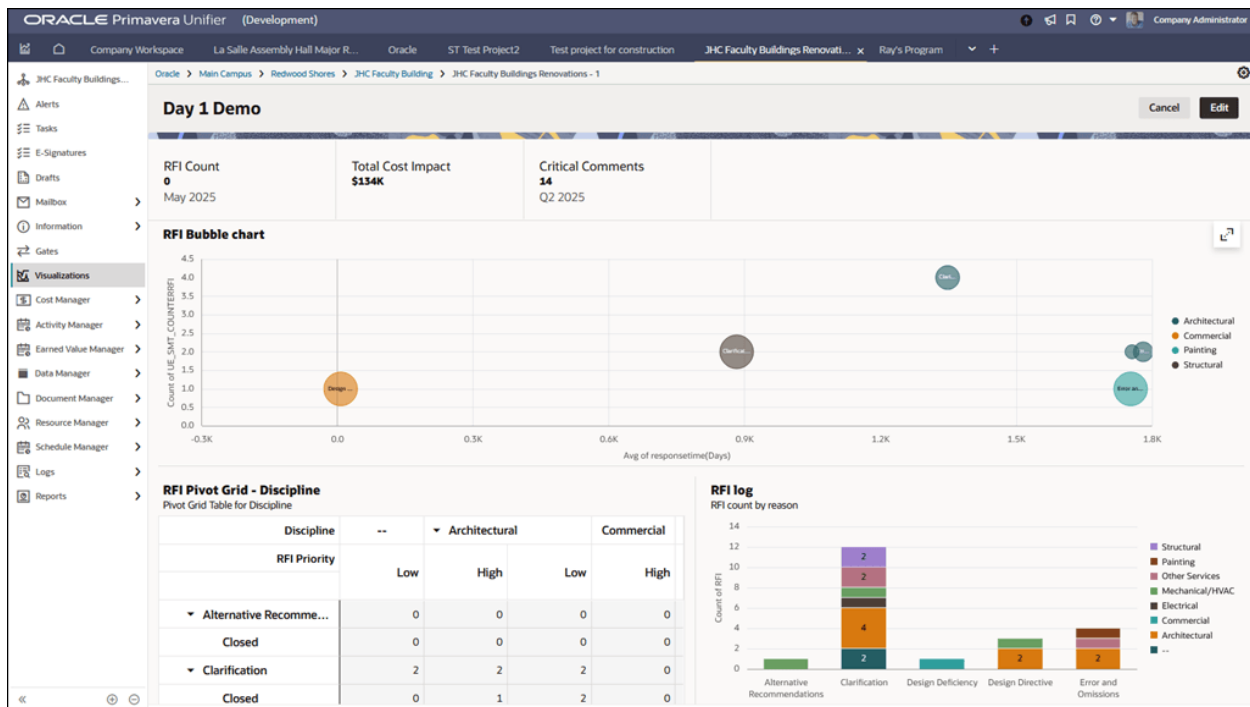 ORACLE Primavera Unifier (Development)
Company Administrator
Company Workspace La Salle Assembly Hall Major R... Oracle ST Test Project2 Test project for construction JHC Faculty Buildings Renovati... x Ray's Program
JHC Faculty Buildings...
Alerts
Tasks
E-Signatures
Drafts
Mailbox
Information
Gates
Visualizations
Cost Manager
Activity Manager
Earned Value Manager
Data Manager
Document Manager
Resource Manager
Schedule Manager
Logs
Reports
Oracle > Main Campus > Redwood Shores > JHC Faculty Building > JHC Faculty Buildings Renovations - 1
Day 1 Demo
Cancel Edit
RFI Count
0
May 2025
Total Cost Impact
$134K
Critical Comments
14
Q2 2025
RFI Bubble chart
Count of UE_SMT_COUNTERRFI
4.5
4.0
3.5
3.0
2.5
2.0
1.5
1.0
0.5
0.0
Clari...
Clarificat...
Design ...
Error an...
-0.3K 0.0 0.3K 0.6K 0.9K 1.2K 1.5K 1.8K
Avg of responsetime(Days)
Architectural
Commercial
Painting
Structural
RFI Pivot Grid - Discipline
Pivot Grid Table for Discipline
Discipline -- Architectural Commercial
RFI Priority Low High Low High
Alternative Recomme... 0 0 0 0
Closed 0 0 0 0
Clarification 2 2 2 0
Closed 0 1 2 0
RFI log
RFI count by reason
Count of RFI
14
12
10
8
6
4
2
0
2
2
4
2
2
2
Alternative Recommendations
Clarification
Design Deficiency
Design Directive
Error and Omissions
Structural
Painting
Other Services
Mechanical/HVAC
Electrical
Commercial
Architectural
--